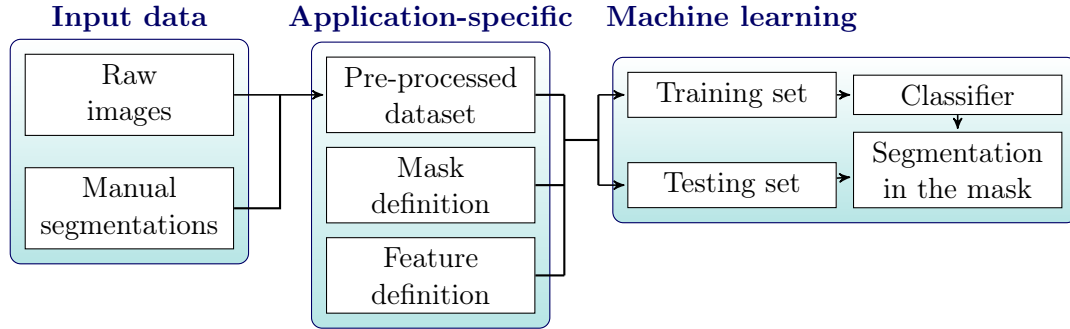 Input data
Raw
images
Manual
segmentations
Application-specific
Pre-processed
dataset
Mask
definition
Feature
definition
Machine learning
Training set
Classifier
Testing set
Segmentation
in the mask